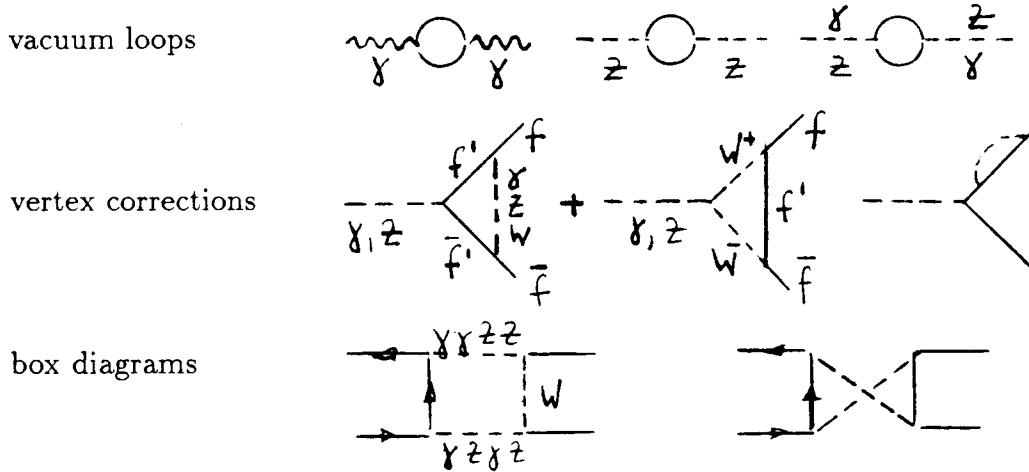 vacuum loops
γ γ Z Z γ Z
Z γ
vertex corrections
γ, Z f' f̄' γ Z W f f̄ + γ, Z W⁺ W⁻ f' f f̄
box diagrams
γ γ Z Z
W
γ Z γ Z